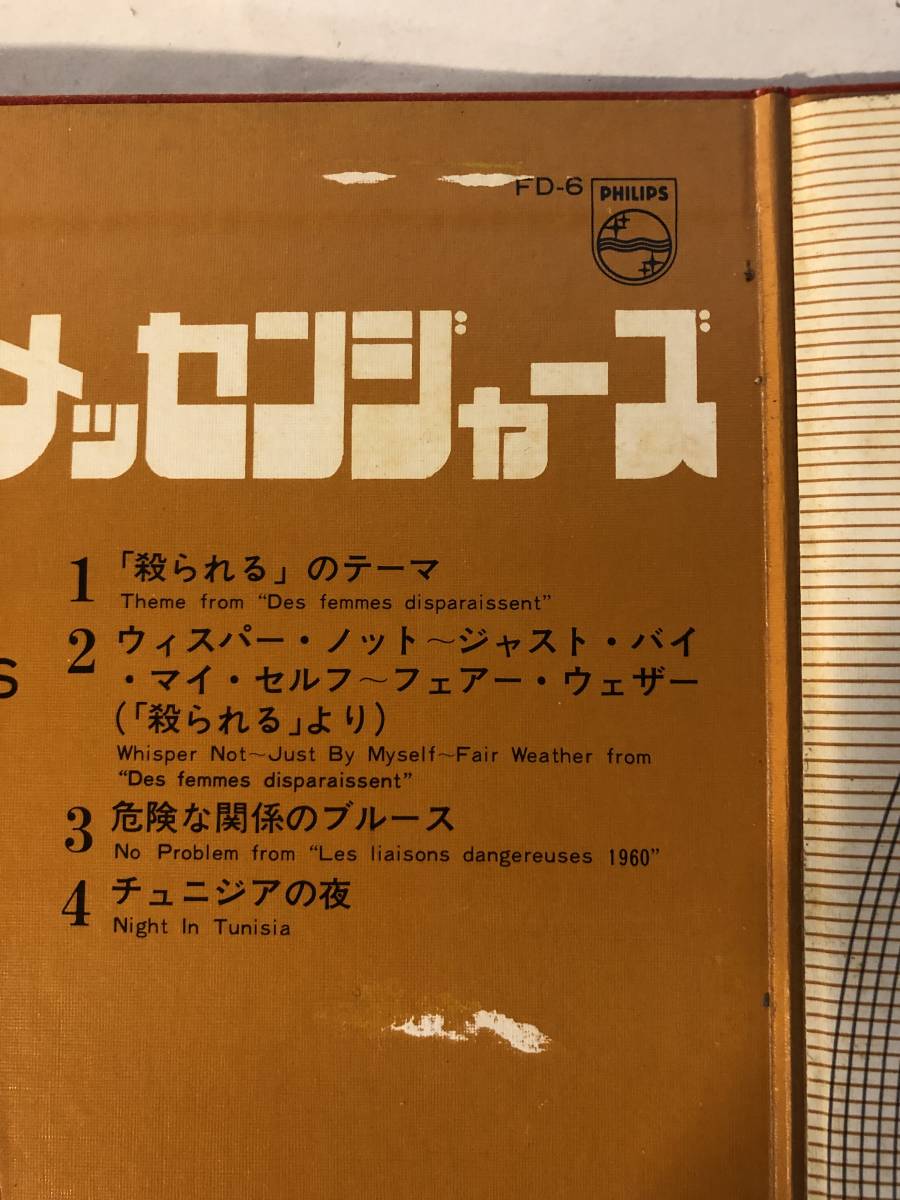 FD-6
PHILIPS
メッセンジャーズ
1 「殺られる」のテーマ
Theme from "Des femmes disparaissent"
2 ウィスパー・ノット～ジャスト・バイ
・マイ・セルフ～フェアー・ウェザー
(「殺られる」より)
Whisper Not～Just By Myself～Fair Weather from
"Des femmes disparaissent"
S
3 危険な関係のブルース
No Problem from "Les liaisons dangereuses 1960"
4 チュニジアの夜
Night In Tunisia